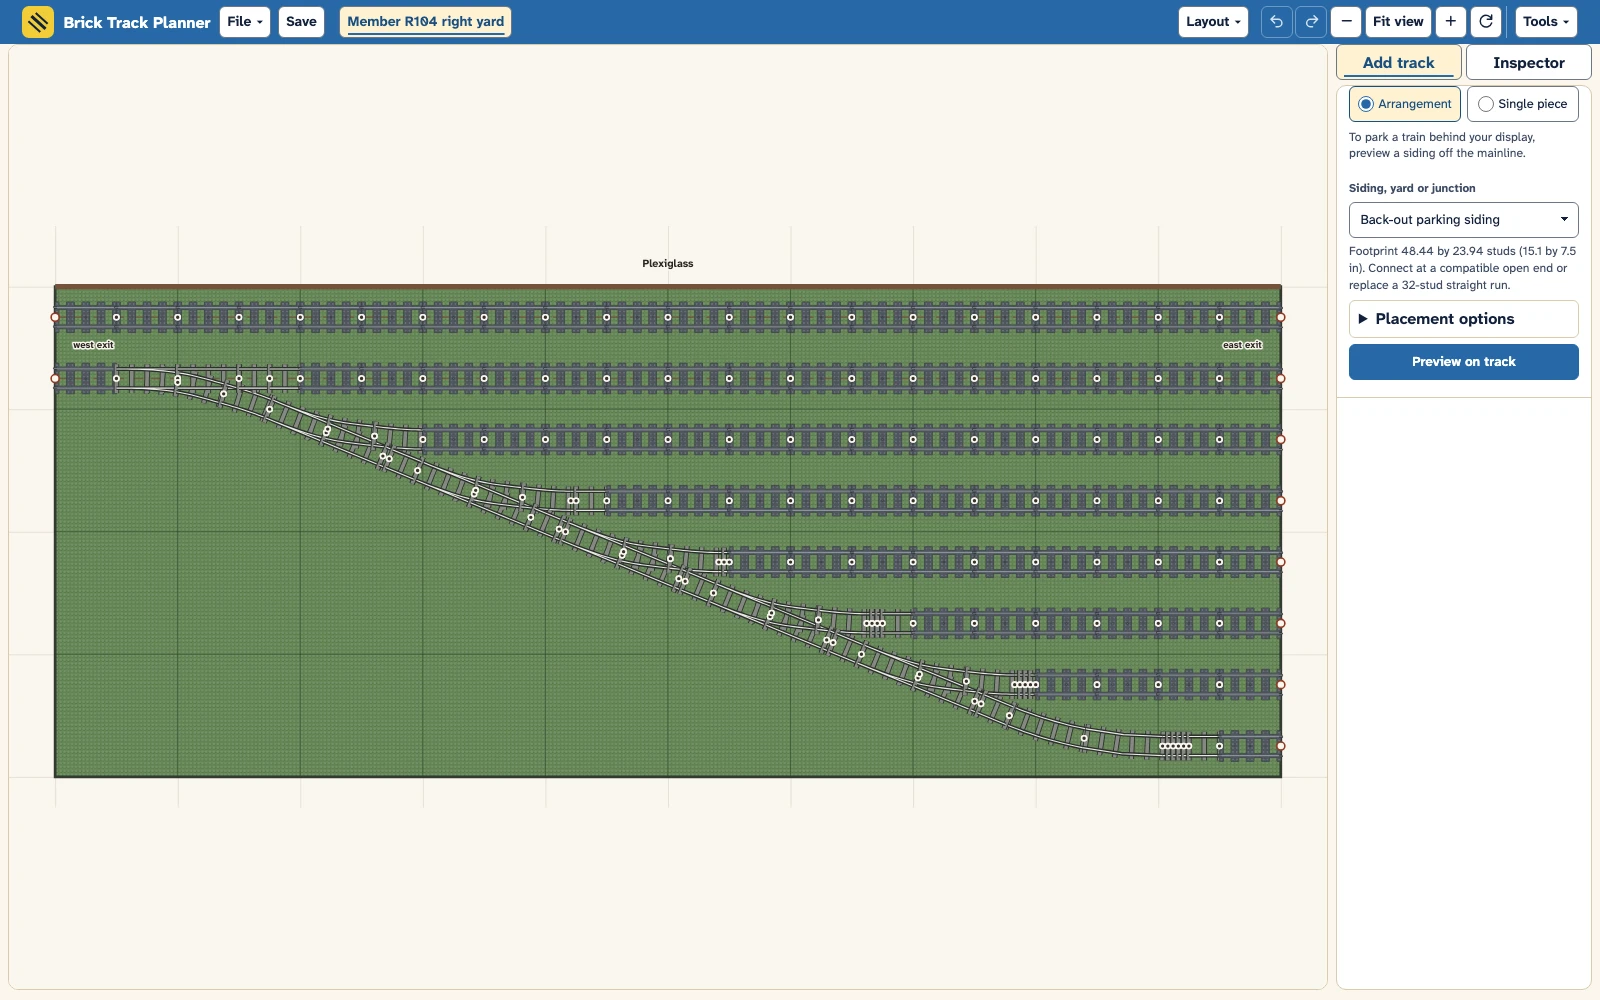 Brick Track Planner
File
Save
Member R104 right yard
Layout
Fit view
Tools
Add track
Inspector
Arrangement
Single piece
To park a train behind your display,
preview a siding off the mainline.
Siding, yard or junction
Back-out parking siding
Footprint 48.44 by 23.94 studs (15.1 by 7.5
in). Connect at a compatible open end or
replace a 32-stud straight run.
Placement options
Preview on track
Plexiglass
west exit
east exit